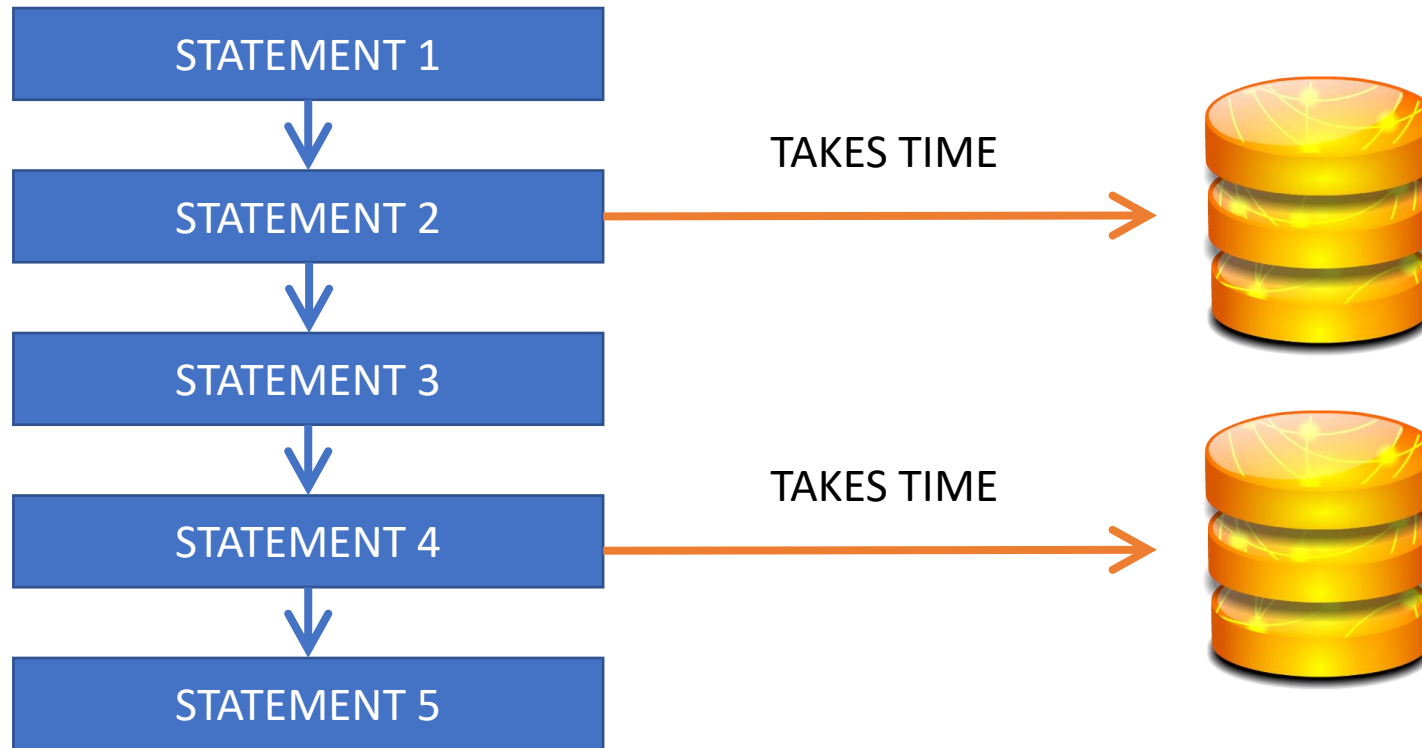 STATEMENT 1
TAKES TIME
STATEMENT 2
STATEMENT 3
TAKES TIME
STATEMENT 4
STATEMENT 5